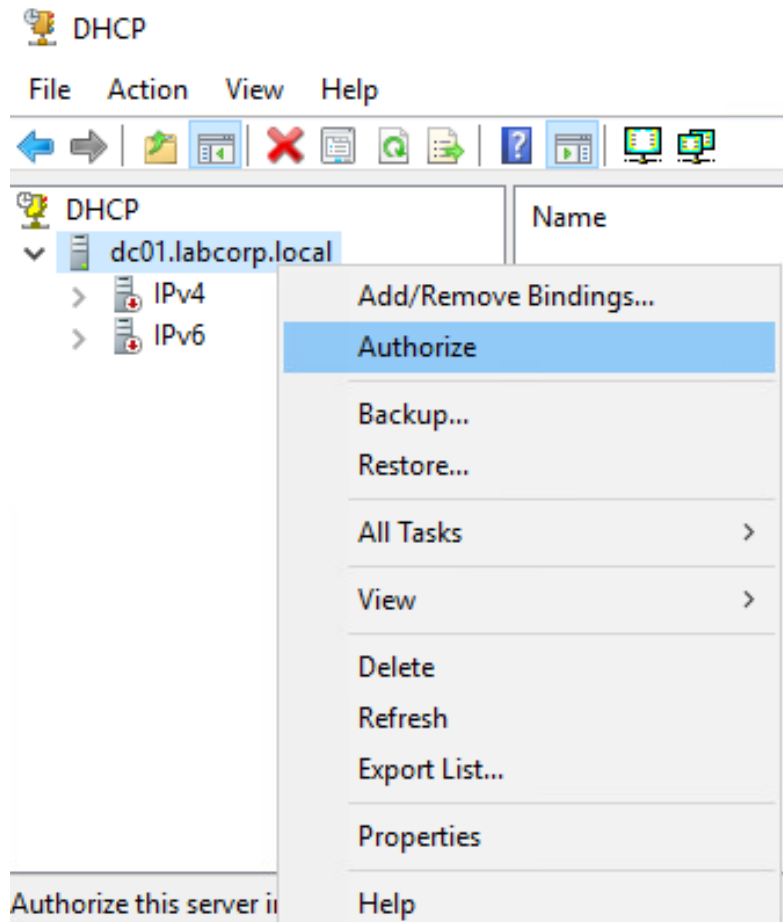 DHCP
File Action View Help
DHCP
Name
dc01.labcorp.local
IPv4
IPv6
Add/Remove Bindings...
Authorize
Backup...
Restore...
All Tasks
View
Delete
Refresh
Export List...
Properties
Help
Authorize this server